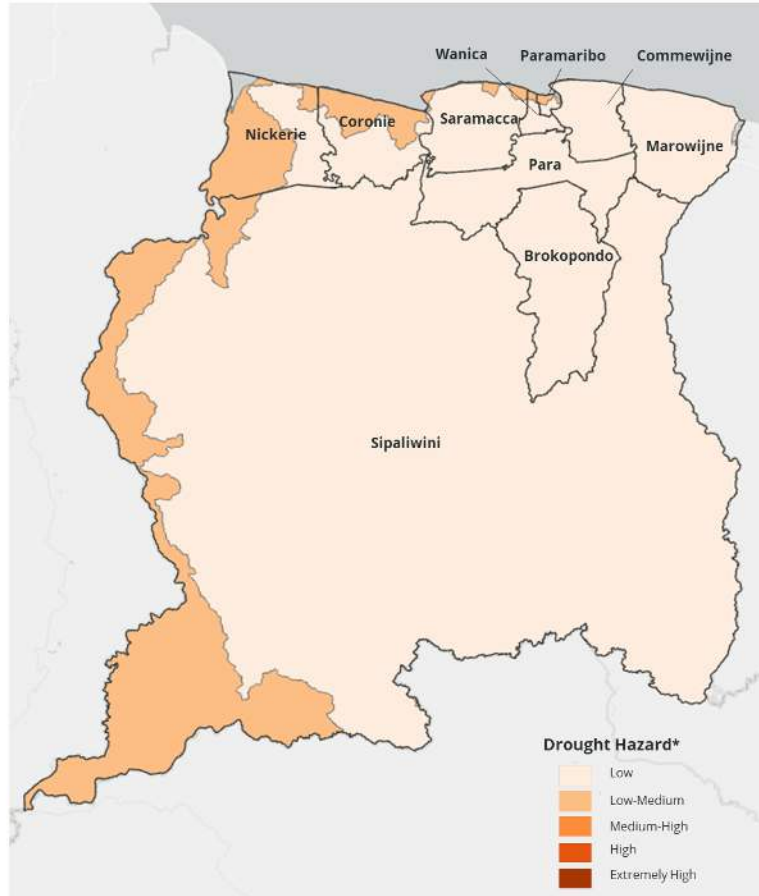 Wanica
Paramaribo
Commewijne
Nickerie
Coronie
Saramacca
Marowijne
Para
Brokopondo
Sipaliwini
Drought Hazard*
Low
Low-Medium
Medium-High
High
Extremely High